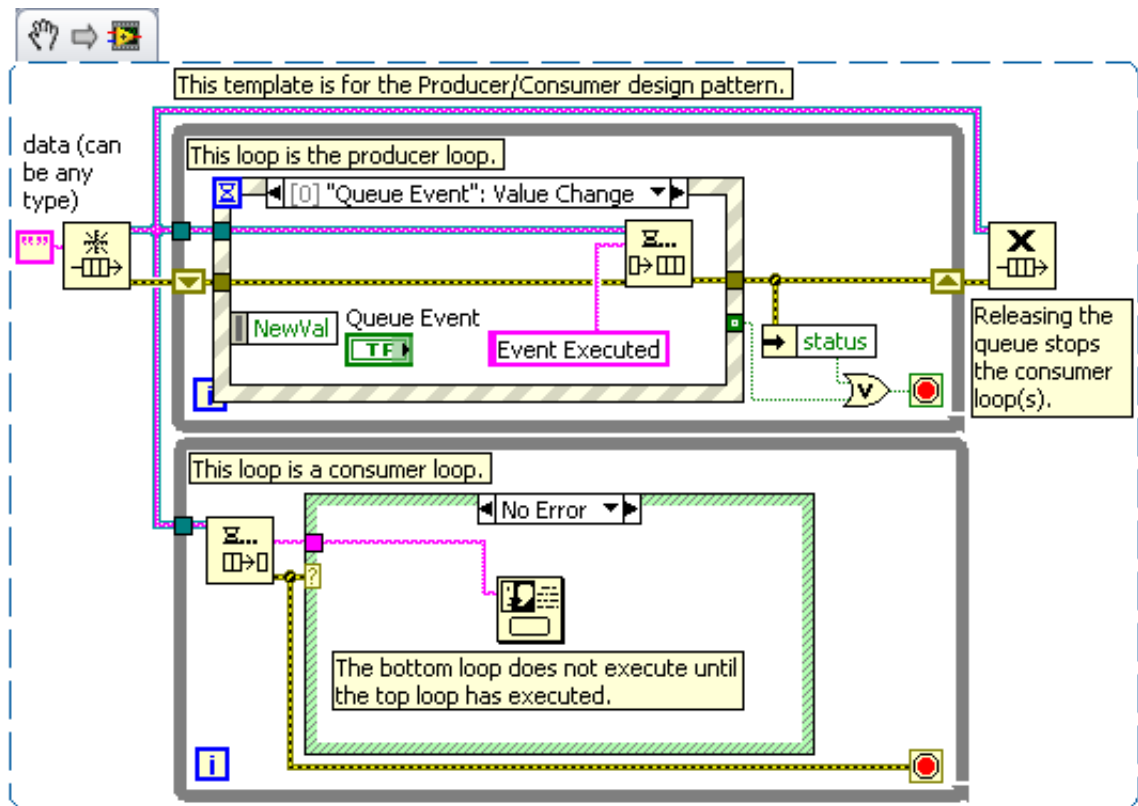 This template is for the Producer/Consumer design pattern.
data (can
be any
type)
""
This loop is the producer loop.
[0] "Queue Event": Value Change
NewVal
Queue Event
TF
Event Executed
status
V
i
Releasing the
queue stops
the consumer
loop(s).
This loop is a consumer loop.
No Error
?
The bottom loop does not execute until
the top loop has executed.
i